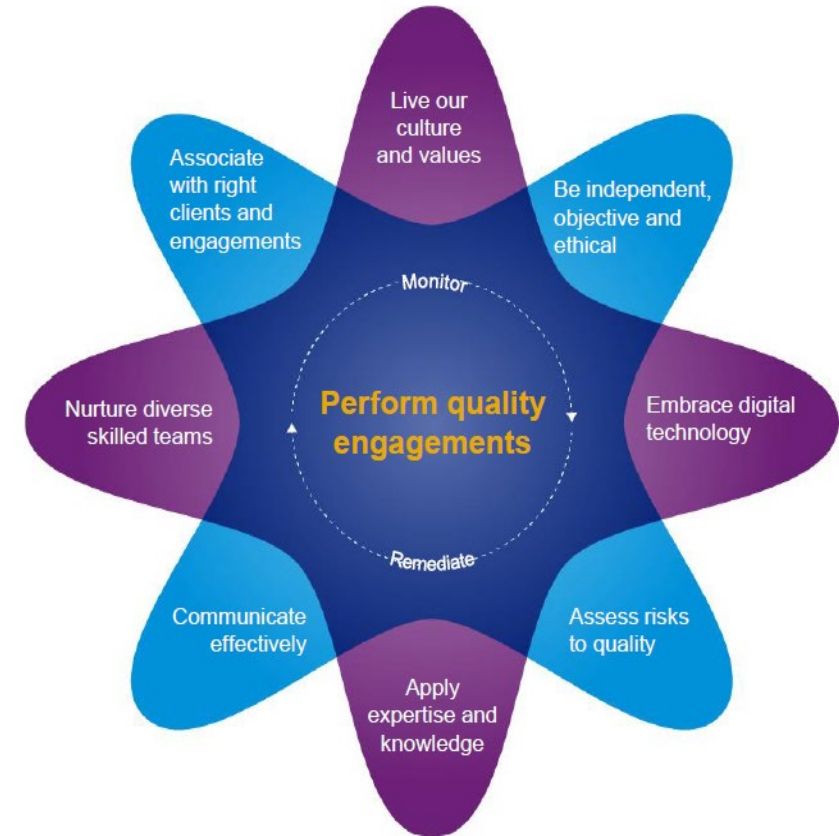 Live our
culture
and values
Associate
with right
clients and
engagements
Be independent,
objective and
ethical
Monitor
Nurture diverse
skilled teams
Perform quality
engagements
Embrace digital
technology
Remediate
Communicate
effectively
Assess risks
to quality
Apply
expertise and
knowledge